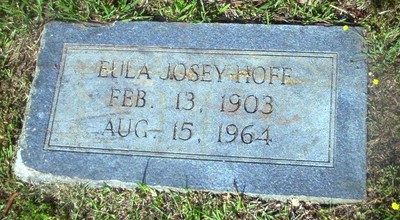 EULA JOSEY HOFF
FEB. 13, 1903
AUG. 15, 1964